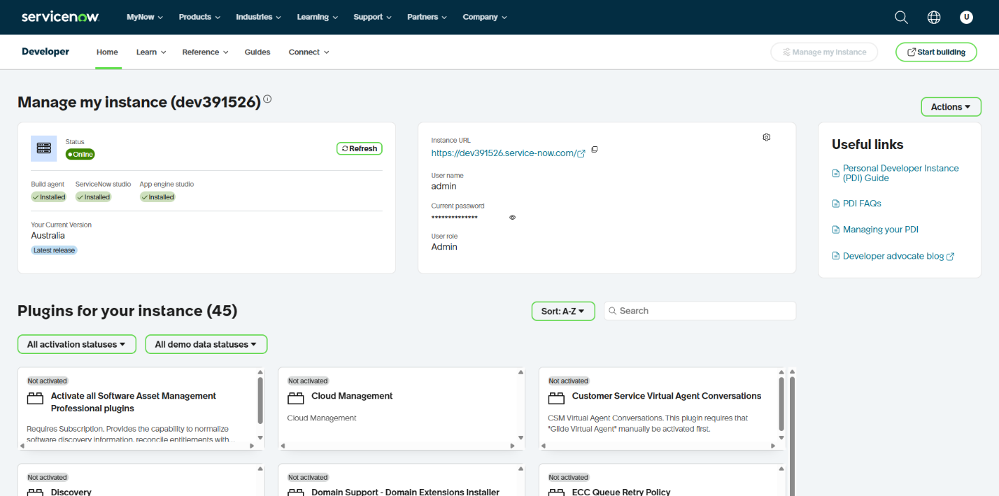 servicenow
MyNow Products Industries Learning Support Partners Company
U
Developer Home Learn Reference Guides Connect Manage my instance Start building
Manage my instance (dev391526)
Actions
Status
Online
Refresh
Build agent ServiceNow studio App engine studio
Installed Installed Installed
Your Current Version
Australia
Latest release
Instance URL
https://dev391526.service-now.com/
User name
admin
Current password
**************
User role
Admin
Useful links
Personal Developer Instance
(PDI) Guide
PDI FAQs
Managing your PDI
Developer advocate blog
Plugins for your instance (45)
Sort: A-Z
Search
All activation statuses All demo data statuses
Not activated
Activate all Software Asset Management
Professional plugins
Requires Subscription. Provides the capability to normalize
software discovery information, reconcile entitlements with...
Not activated
Cloud Management
Cloud Management
Not activated
Customer Service Virtual Agent Conversations
CSM Virtual Agent Conversations. This plugin requires that
"Glide Virtual Agent" manually be activated first.
Not activated
Discovery
Not activated
Domain Support - Domain Extensions Installer
Not activated
ECC Queue Retry Policy